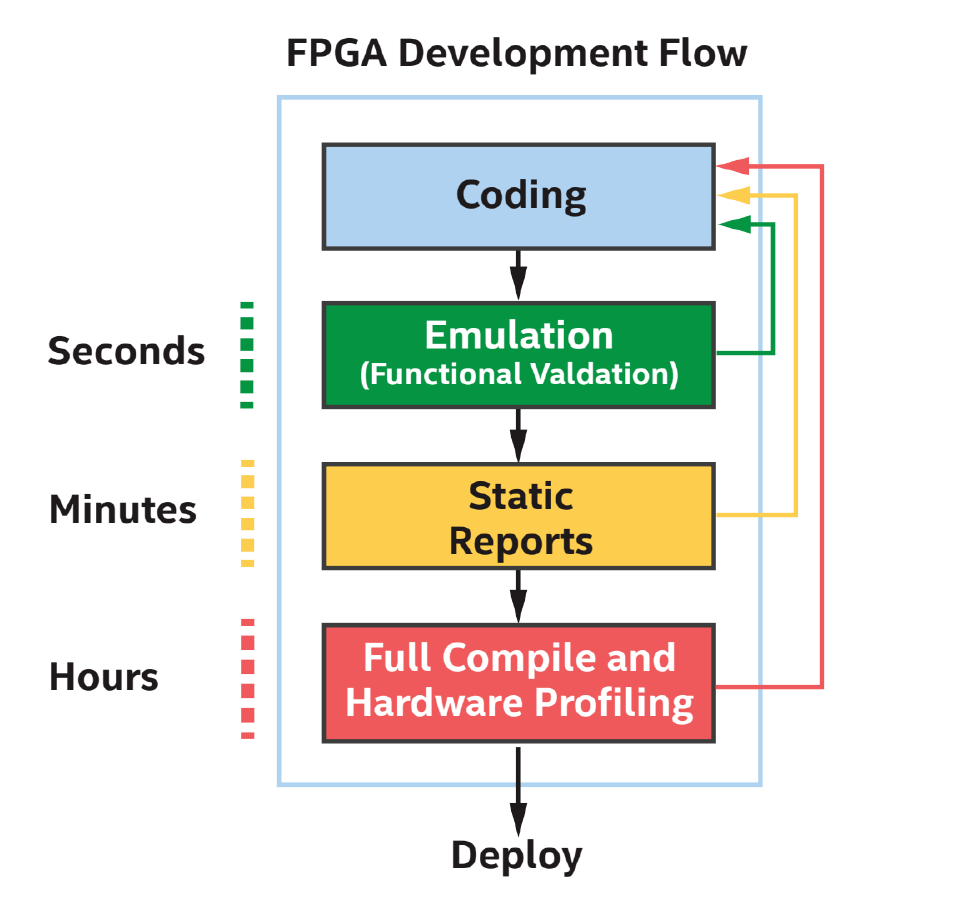 FPGA Development Flow
Coding
Seconds
Emulation
(Functional Valdation)
Minutes
Static
Reports
Hours
Full Compile and
Hardware Profiling
Deploy